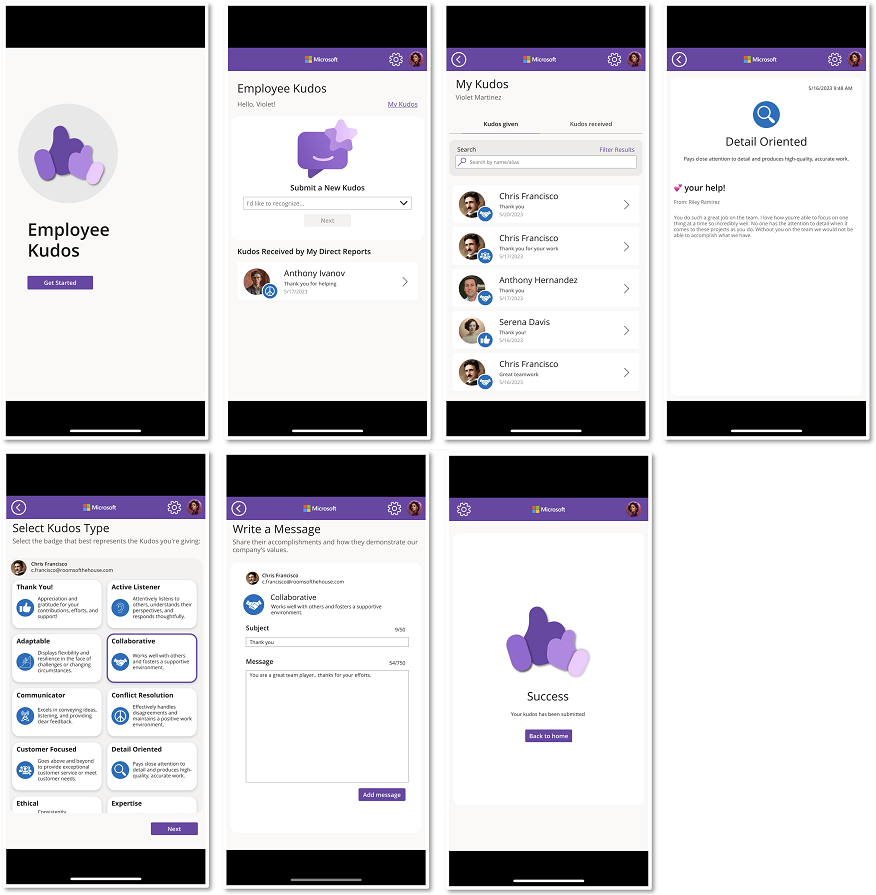 Employee
Kudos
Get Started
Microsoft
Employee Kudos
Hello, Violet!
My Kudos
Submit a New Kudos
I'd like to recognize...
Next
Kudos Received by My Direct Reports
Anthony Ivanov
Thank you for helping
5/17/2023
Microsoft
My Kudos
Violet Martinez
Kudos given
Kudos received
Search
Filter Results
Search by name/alias
Chris Francisco
Thank you
5/20/2023
Chris Francisco
Thank you for your work
5/17/2023
Anthony Hernandez
Thank you
5/17/2023
Serena Davis
Thank you!
5/16/2023
Chris Francisco
Great teamwork
5/16/2023
Microsoft
5/16/2023 9:48 AM
Detail Oriented
Pays close attention to detail and produces high-quality, accurate work.
💕 your help!
From: Riley Ramirez
You do such a great job on the team. I love how you're able to focus on one
thing at a time so incredibly well. No one has the attention to detail when it
comes to these projects as you do. Without you on the team we would not be
able to accomplish what we have.
Microsoft
Select Kudos Type
Select the badge that best represents the Kudos you're giving:
Chris Francisco
c.francisco@roomsofthehouse.com
Thank You!
Appreciation and
gratitude for your
contributions, efforts, and
support!
Active Listener
Attentively listens to
others, understands their
perspectives, and
responds thoughtfully.
Adaptable
Displays flexibility and
resilience in the face of
challenges or changing
circumstances.
Collaborative
Works well with others
and fosters a supportive
environment.
Communicator
Excels in conveying ideas,
listening, and providing
clear feedback.
Conflict Resolution
Effectively handles
disagreements and
maintains a positive work
environment.
Customer Focused
Goes above and beyond
to provide exceptional
customer service or meet
customer needs.
Detail Oriented
Pays close attention to
detail and produces high-
quality, accurate work.
Ethical
Consistently
Expertise
Next
Microsoft
Write a Message
Share their accomplishments and how they demonstrate our
company's values.
Chris Francisco
c.francisco@roomsofthehouse.com
Collaborative
Works well with others and fosters a supportive
environment.
Subject
9/50
Thank you
Message
54/750
You are a great team player.. thanks for your efforts.
Add message
Microsoft
Success
Your kudos has been submitted
Back to home